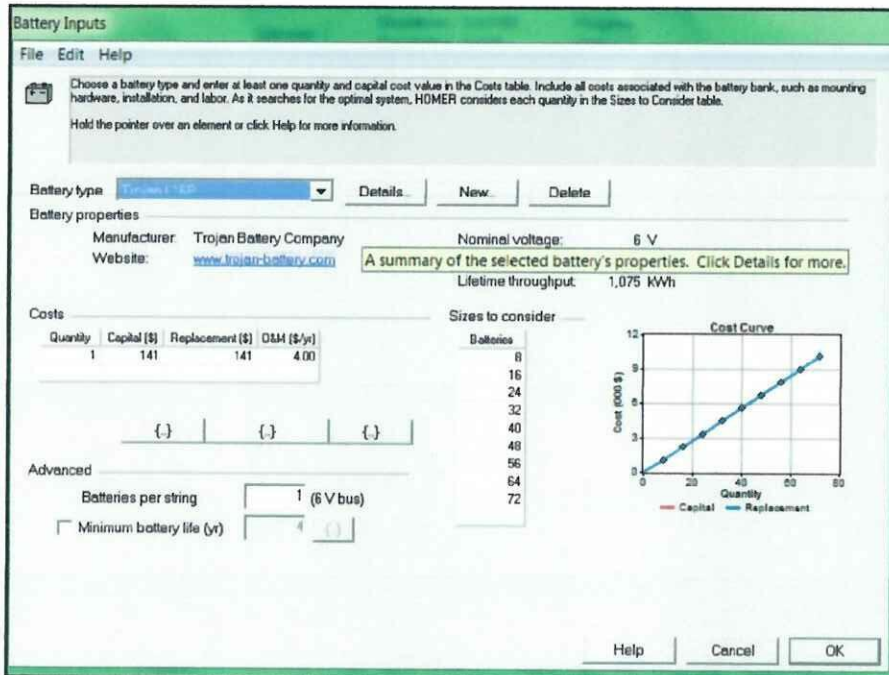 Battery Inputs
File Edit Help
Choose a battery type and enter at least one quantity and capital cost value in the Costs table. Include all costs associated with the battery bank, such as mounting
hardware, installation, and labor. As it searches for the optimal system, HOMER considers each quantity in the Sizes to Consider table.
Hold the pointer over an element or click Help for more information.
Battery type Details... New... Delete
Battery properties
Manufacturer: Trojan Battery Company Nominal voltage: 6 V
Website: www.trojan-battery.com A summary of the selected battery's properties. Click Details for more.
Lifetime throughput: 1,075 kWh
Costs
Quantity Capital ($) Replacement ($) O&M ($/yr)
1 141 141 4.00
{..} {..} {..}
Sizes to consider
Batteries
8
16
24
32
40
48
56
64
72
Cost Curve
Cost (000 $)
12
9
6
3
0
0 20 40 60 80
Quantity
Capital Replacement
Advanced
Batteries per string 1 (6 V bus)
Minimum battery life (yr) 4 {..}
Help Cancel OK